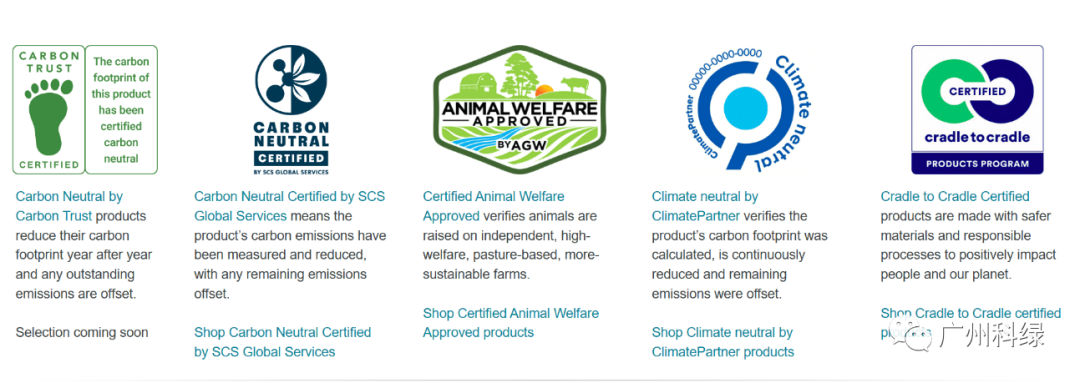 CARBON
TRUST
CERTIFIED
The carbon
footprint of
this product
has been
certified
carbon
neutral
Carbon Neutral by
Carbon Trust products
reduce their carbon
footprint year after year
and any outstanding
emissions are offset.
Selection coming soon
CARBON
NEUTRAL
CERTIFIED
BY SCS GLOBAL SERVICES
Carbon Neutral Certified by SCS
Global Services means the
product's carbon emissions have
been measured and reduced,
with any remaining emissions
offset.
Shop Carbon Neutral Certified
by SCS Global Services
ANIMAL WELFARE
APPROVED
BY AGW
Certified Animal Welfare
Approved verifies animals are
raised on independent, high-
welfare, pasture-based, more-
sustainable farms.
Shop Certified Animal Welfare
Approved products
ClimatePartner 00000-0000-0000
Climate neutral
Climate neutral by
ClimatePartner verifies the
product's carbon footprint was
calculated, is continuously
reduced and remaining
emissions were offset.
Shop Climate neutral by
ClimatePartner products
CERTIFIED
cradle to cradle
PRODUCTS PROGRAM
Cradle to Cradle Certified
products are made with safer
materials and responsible
processes to positively impact
people and our planet.
Shop Cradle to Cradle certified
广州科绿